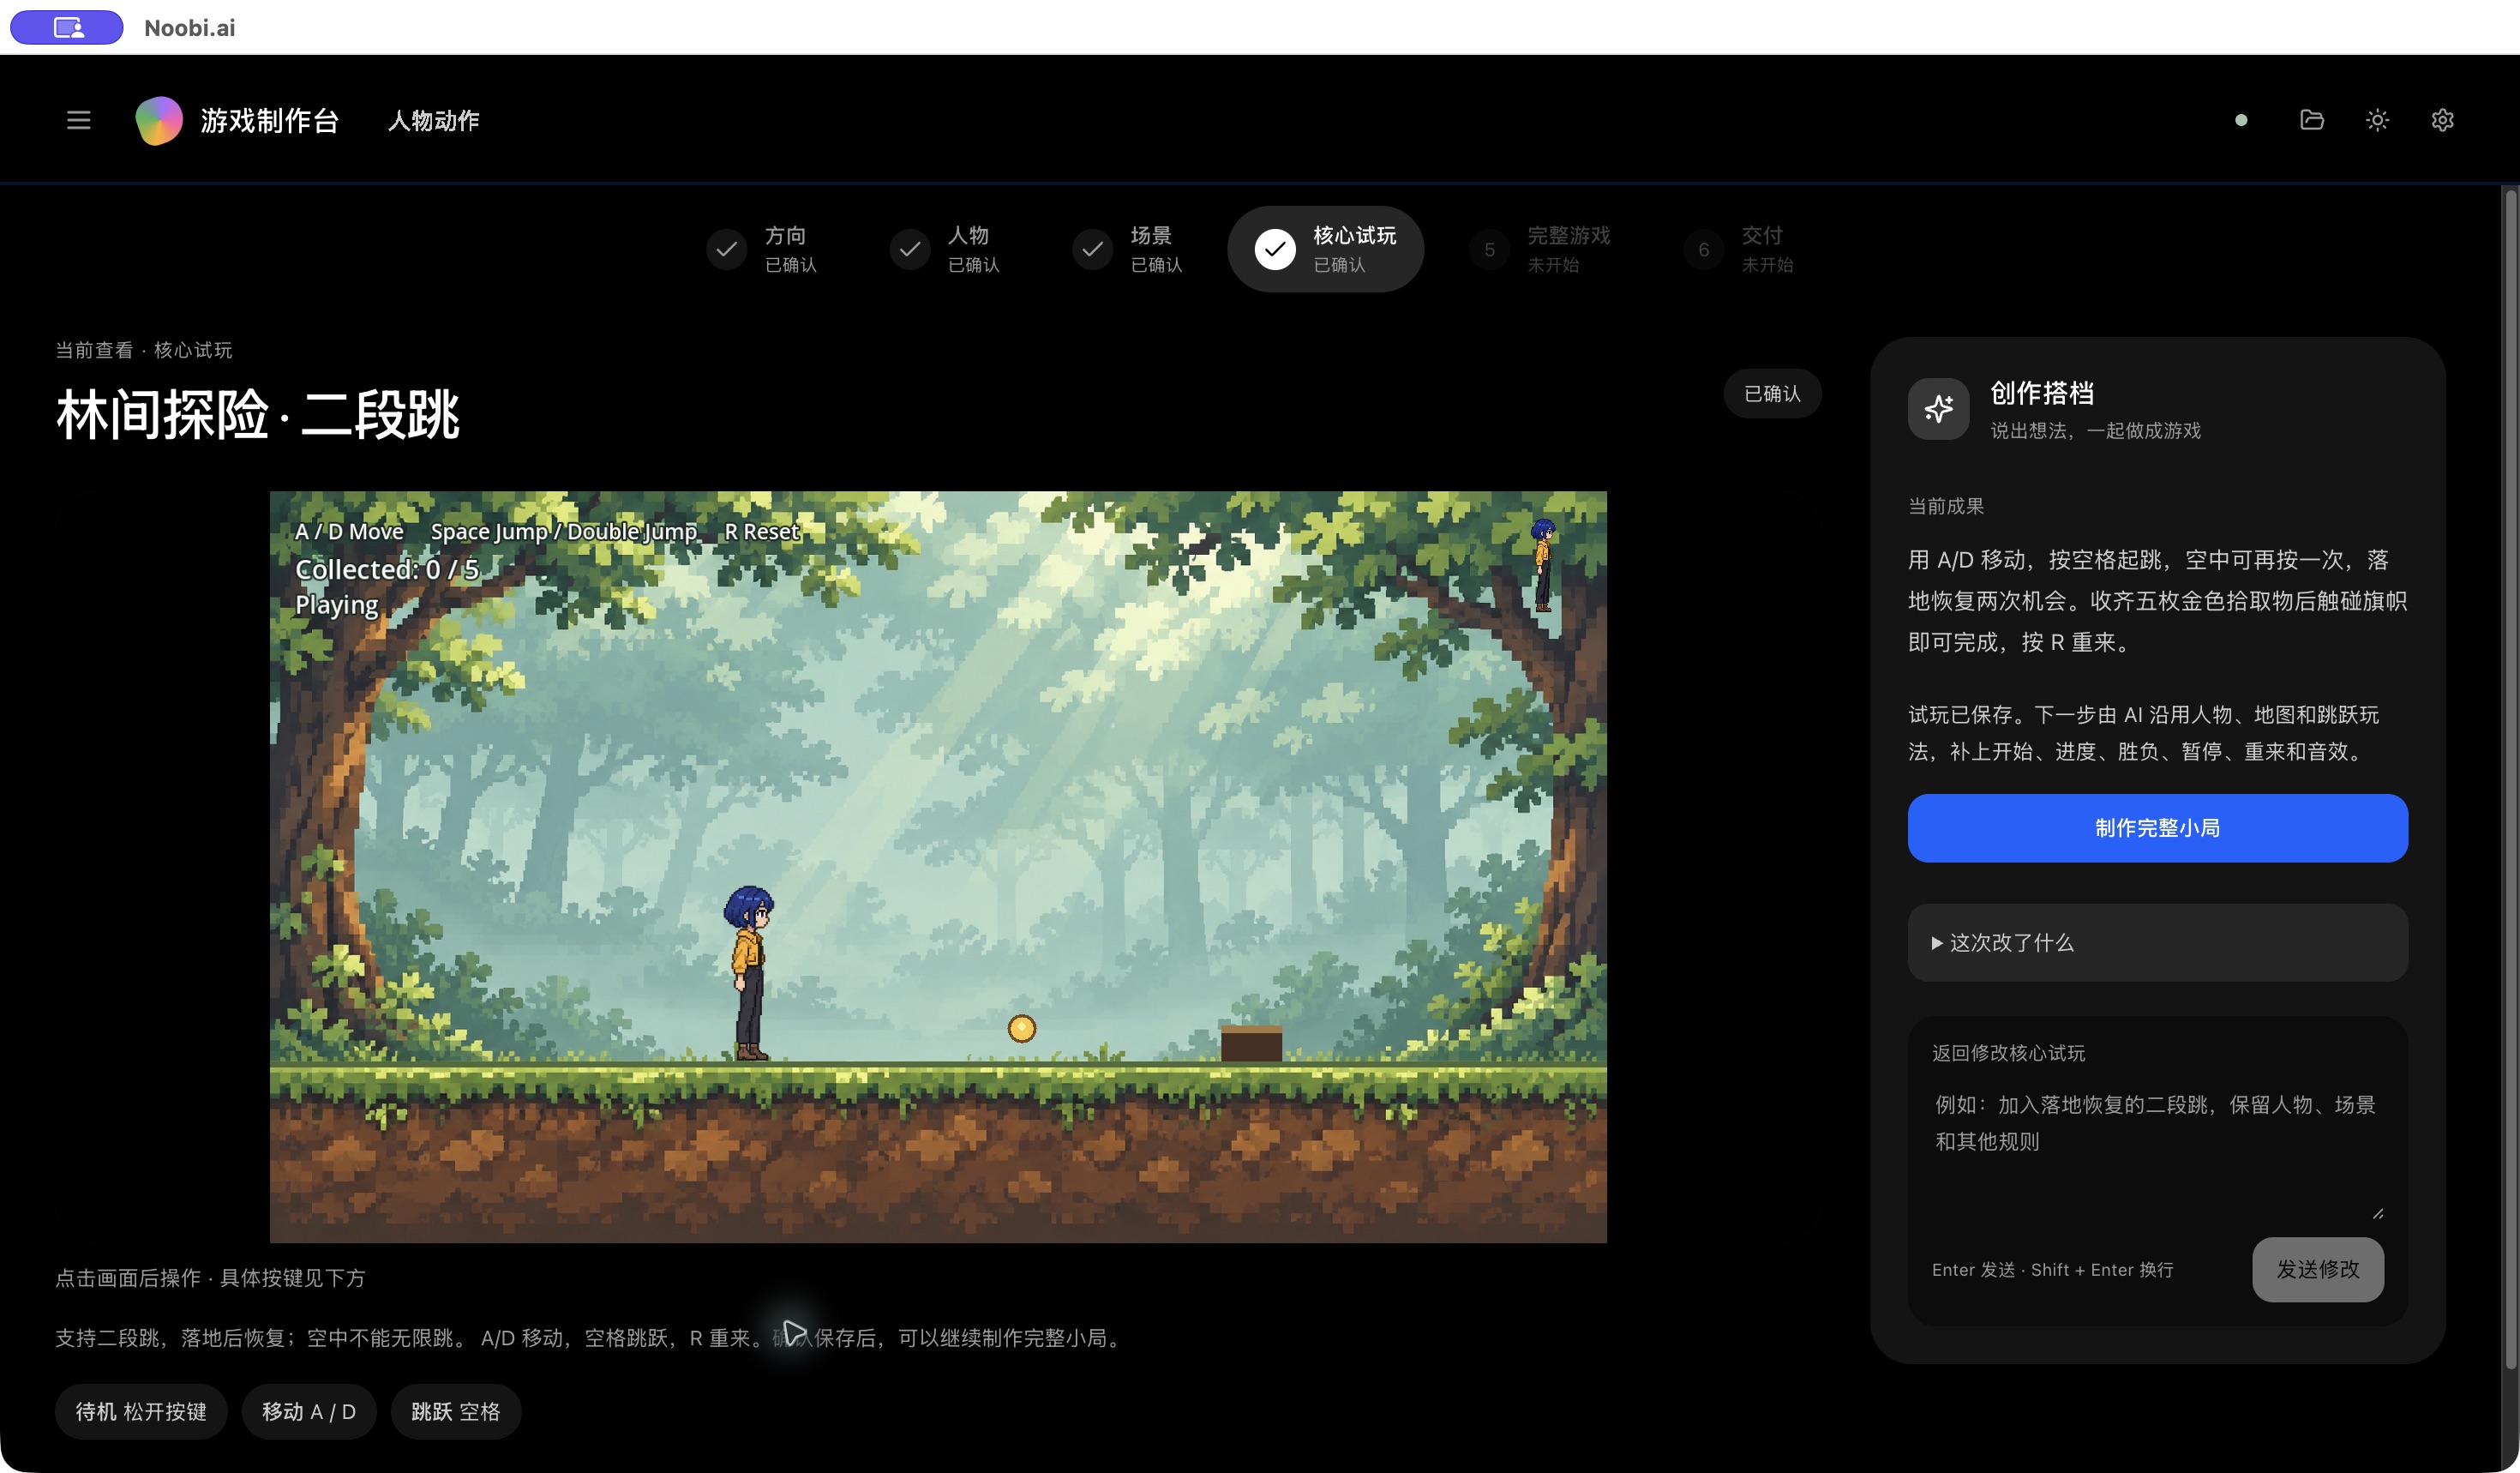 Noobi.ai
游戏制作台
人物动作
方向
已确认
人物
已确认
场景
已确认
核心试玩
已确认
5
完整游戏
未开始
6
交付
未开始
当前查看 · 核心试玩
林间探险·二段跳
已确认
A / D Move Space Jump / Double Jump R Reset
Collected: 0 / 5
Playing
点击画面后操作 · 具体按键见下方
支持二段跳，落地后恢复；空中不能无限跳。 A/D 移动，空格跳跃，R 重来。确认保存后，可以继续制作完整小局。
待机 松开按键
移动 A / D
跳跃 空格
创作搭档
说出想法，一起做成游戏
当前成果
用 A/D 移动，按空格起跳，空中可再按一次，落
地恢复两次机会。收齐五枚金色拾取物后触碰旗帜
即可完成，按 R 重来。
试玩已保存。下一步由 AI 沿用人物、地图和跳跃玩
法，补上开始、进度、胜负、暂停、重来和音效。
制作完整小局
▶ 这次改了什么
返回修改核心试玩
例如：加入落地恢复的二段跳，保留人物、场景
和其他规则
Enter 发送 · Shift + Enter 换行
发送修改